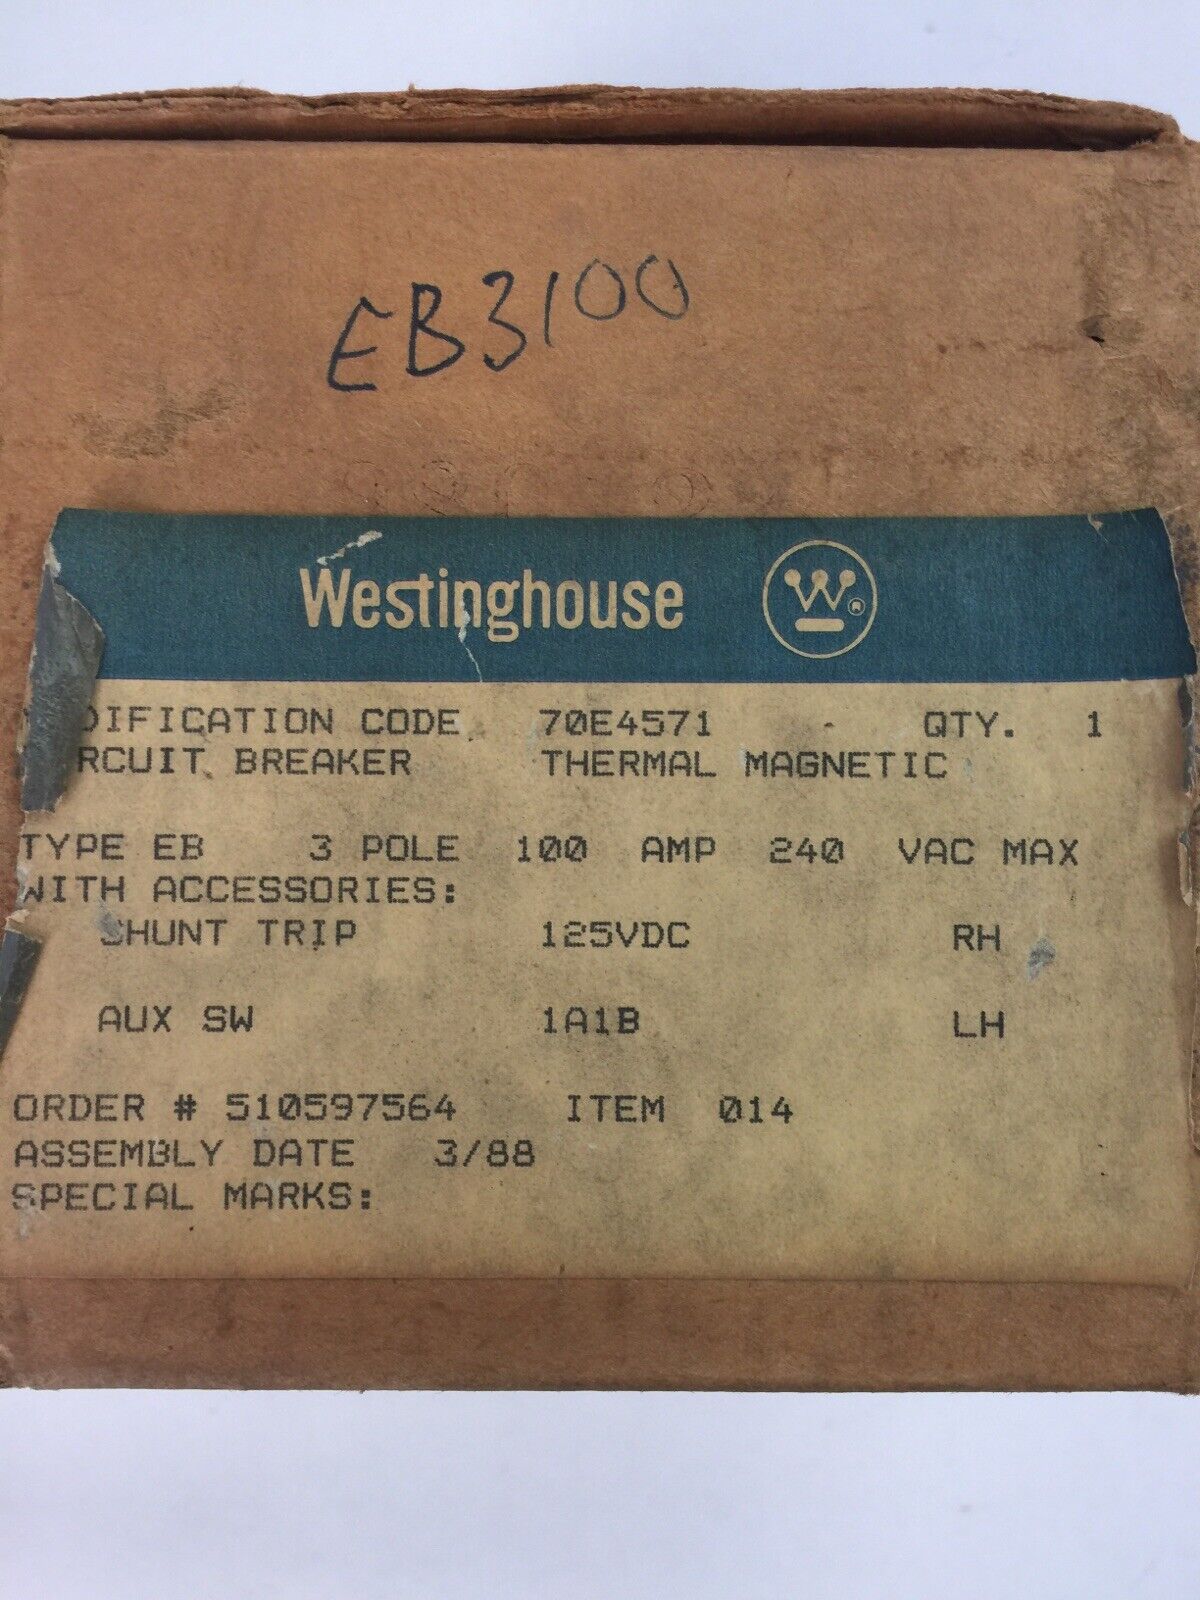 EB3100
Westinghouse W ®
DIFICATION CODE 70E4571 - QTY. 1
RCUIT BREAKER THERMAL MAGNETIC
TYPE EB 3 POLE 100 AMP 240 VAC MAX
WITH ACCESSORIES:
SHUNT TRIP 125VDC RH
AUX SW 1A1B LH
ORDER # 510597564 ITEM 014
ASSEMBLY DATE 3/88
SPECIAL MARKS: